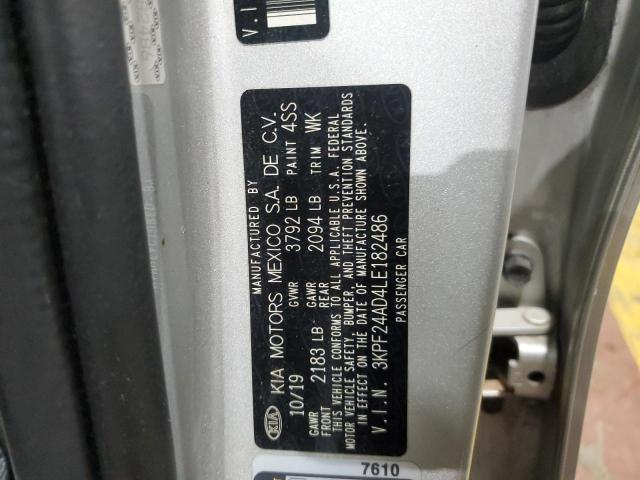 MANUFACTURED BY
KIA KIA MOTORS MEXICO S.A. DE C.V.
10/19 GVWR 3792 LB PAINT 4SS
GAWR FRONT 2183 LB GAWR REAR 2094 LB TRIM WK
THIS VEHICLE CONFORMS TO ALL APPLICABLE U.S.A. FEDERAL
MOTOR VEHICLE SAFETY, BUMPER, AND THEFT PREVENTION STANDARDS
IN EFFECT ON THE DATE OF MANUFACTURE SHOWN ABOVE.
V.I.N. 3KPF24AD4LE182486
PASSENGER CAR
V.I
7610